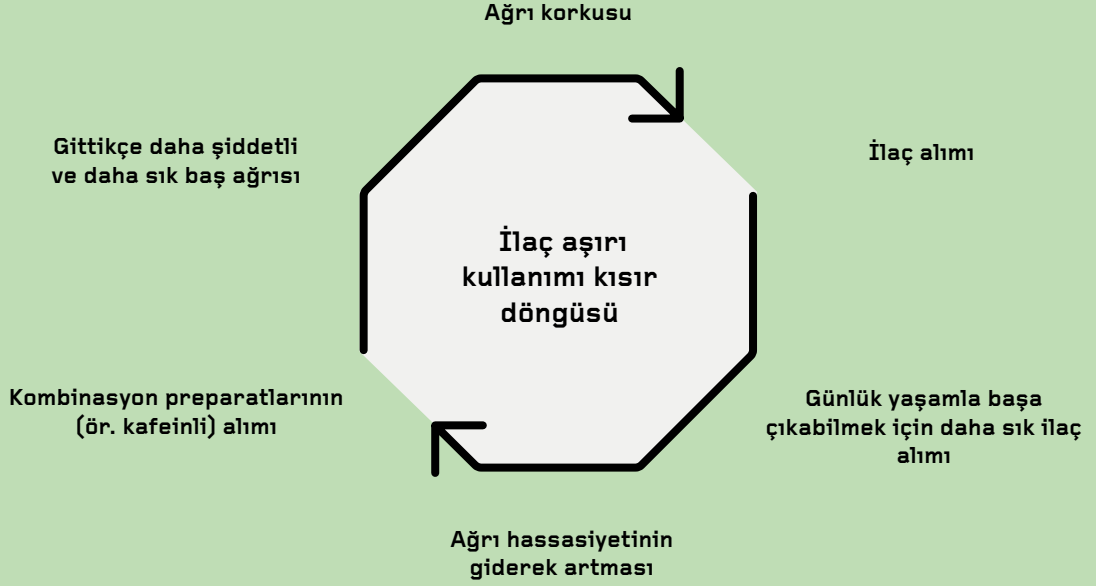 Ağrı korkusu
Gittikçe daha şiddetli
ve daha sık baş ağrısı
İlaç alımı
İlaç aşırı
kullanımı kısır
döngüsü
Kombinasyon preparatlarının
(ör. kafeinli) alımı
Günlük yaşamla başa
çıkabilmek için daha sık ilaç
alımı
Ağrı hassasiyetinin
giderek artması